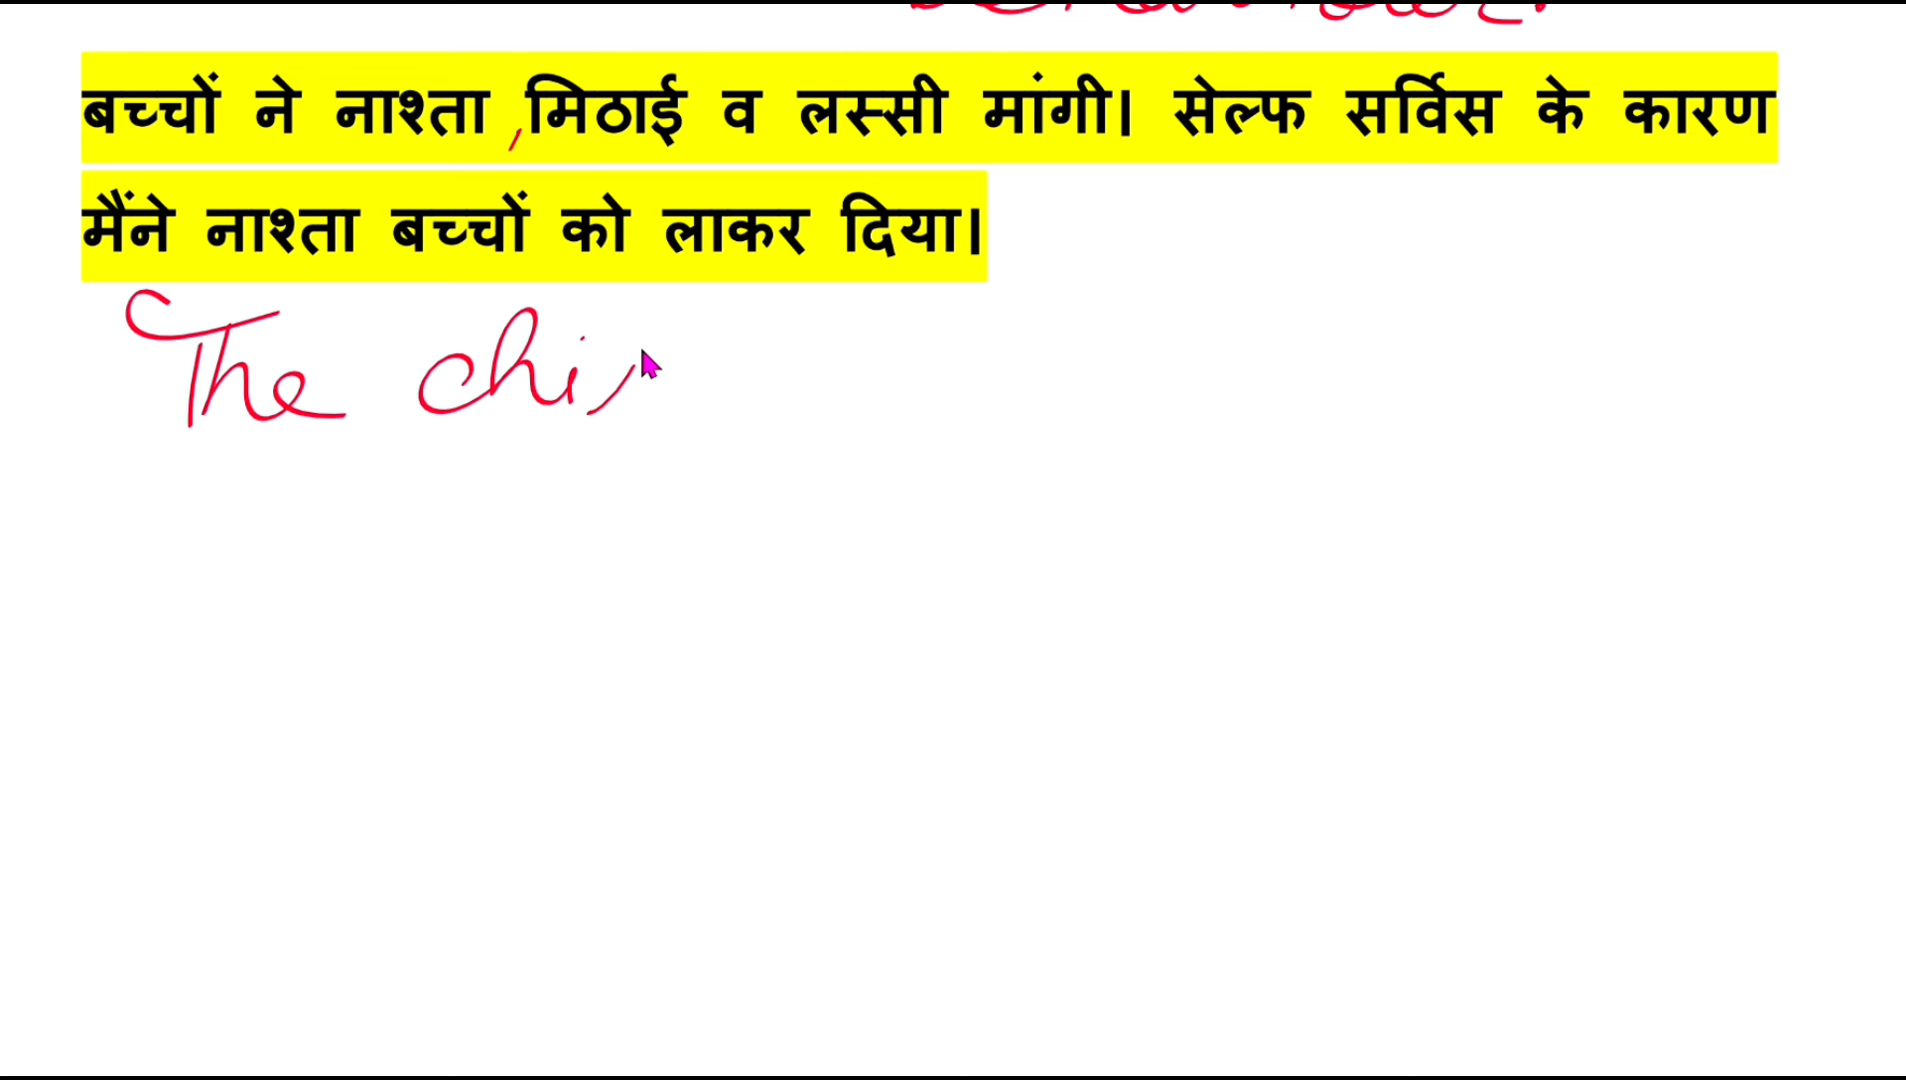 बच्चों ने नाश्ता ,मिठाई व लस्सी मांगी। सेल्फ सर्विस के कारण
मैंने नाश्ता बच्चों को लाकर दिया।
The chi